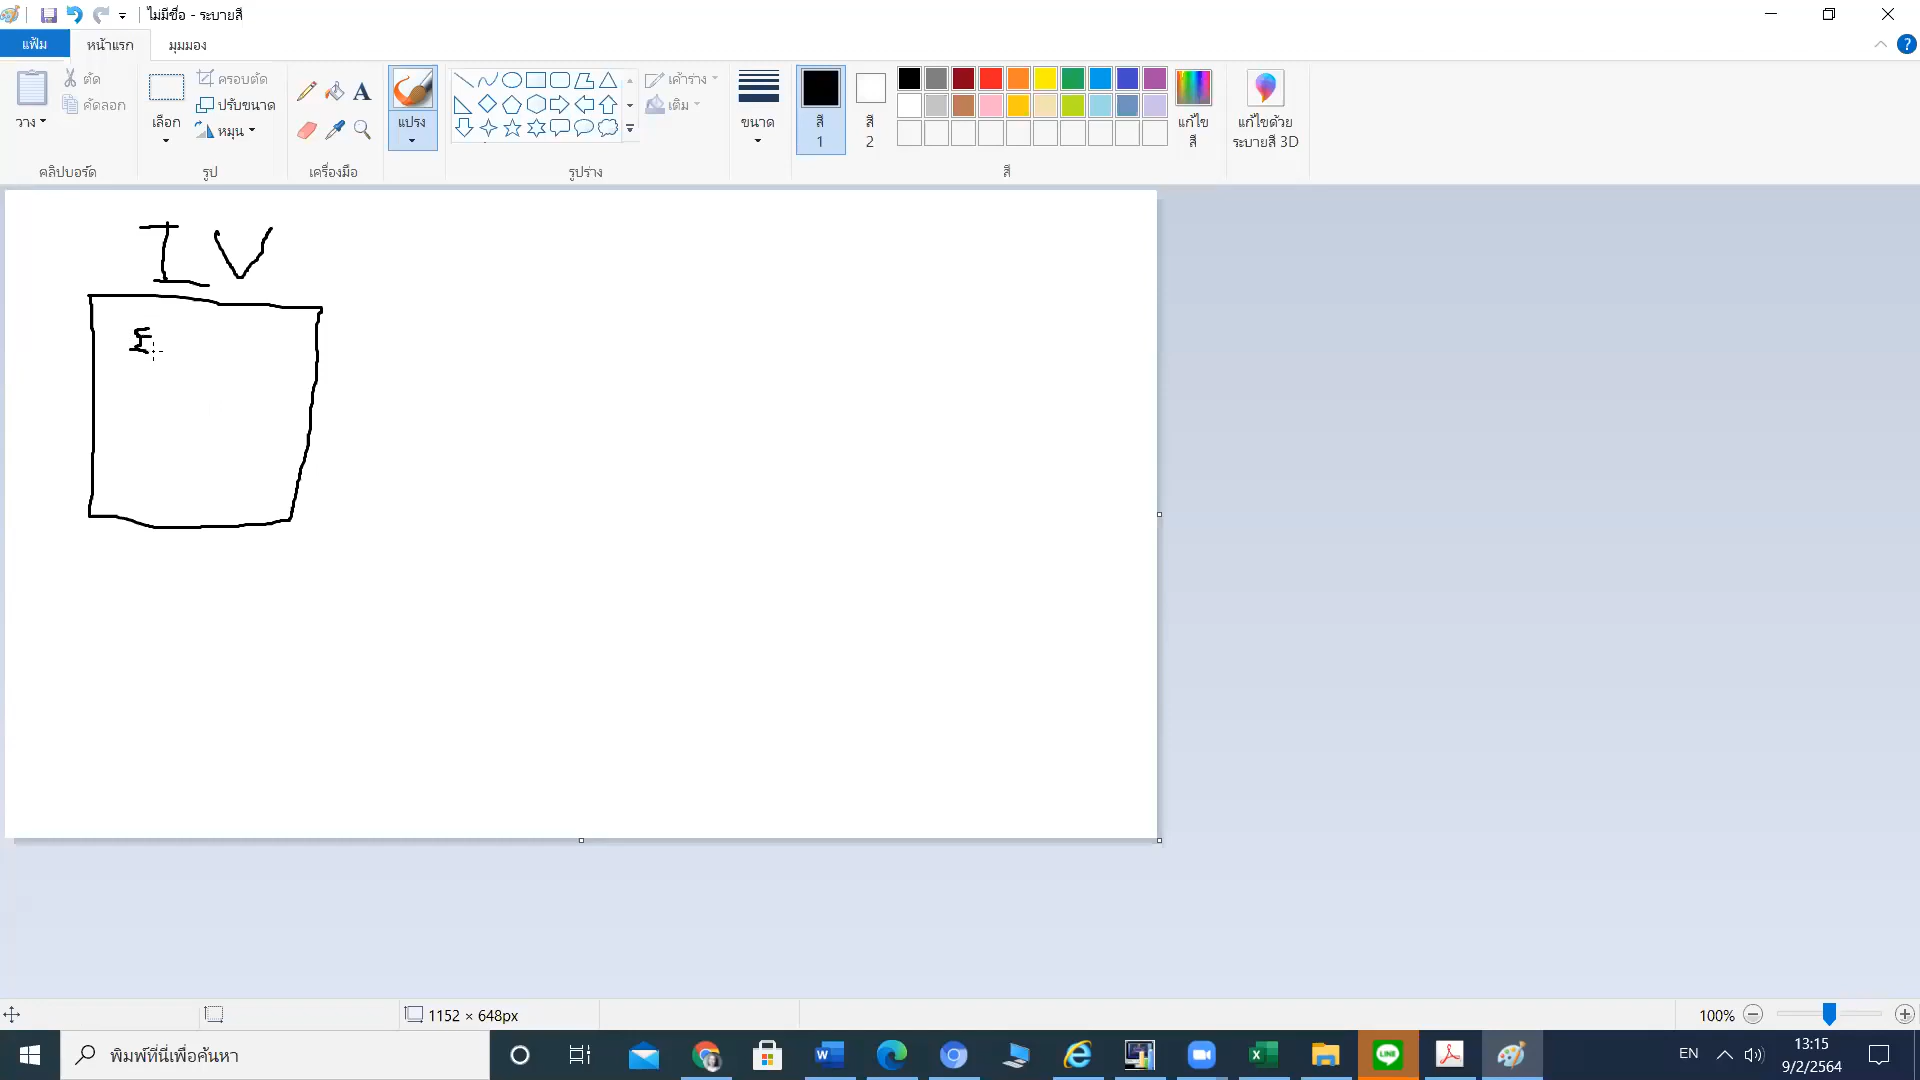 ไม่มีชื่อ - ระบายสี
แฟ้ม หน้าแรก มุมมอง
วาง ตัด คัดลอก
คลิปบอร์ด
เลือก ครอบตัด ปรับขนาด หมุน
รูป
A
เครื่องมือ
แปรง
เค้าร่าง
เติม
รูปร่าง
ขนาด
สี 1
สี 2
แก้ไข สี
สี
แก้ไขด้วย ระบายสี 3D
I V
1152 × 648px
100%
พิมพ์ที่นี่เพื่อค้นหา
LINE
EN
13:15
9/2/2564